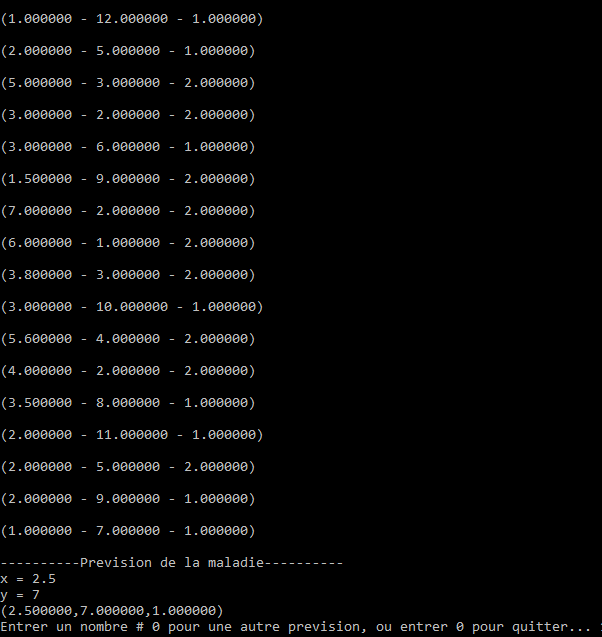 (1.000000 - 12.000000 - 1.000000)
(2.000000 - 5.000000 - 1.000000)
(5.000000 - 3.000000 - 2.000000)
(3.000000 - 2.000000 - 2.000000)
(3.000000 - 6.000000 - 1.000000)
(1.500000 - 9.000000 - 2.000000)
(7.000000 - 2.000000 - 2.000000)
(6.000000 - 1.000000 - 2.000000)
(3.800000 - 3.000000 - 2.000000)
(3.000000 - 10.000000 - 1.000000)
(5.600000 - 4.000000 - 2.000000)
(4.000000 - 2.000000 - 2.000000)
(3.500000 - 8.000000 - 1.000000)
(2.000000 - 11.000000 - 1.000000)
(2.000000 - 5.000000 - 2.000000)
(2.000000 - 9.000000 - 1.000000)
(1.000000 - 7.000000 - 1.000000)
----------Prevision de la maladie----------
x = 2.5
y = 7
(2.500000,7.000000,1.000000)
Entrer un nombre # 0 pour une autre prevision, ou entrer 0 pour quitter...